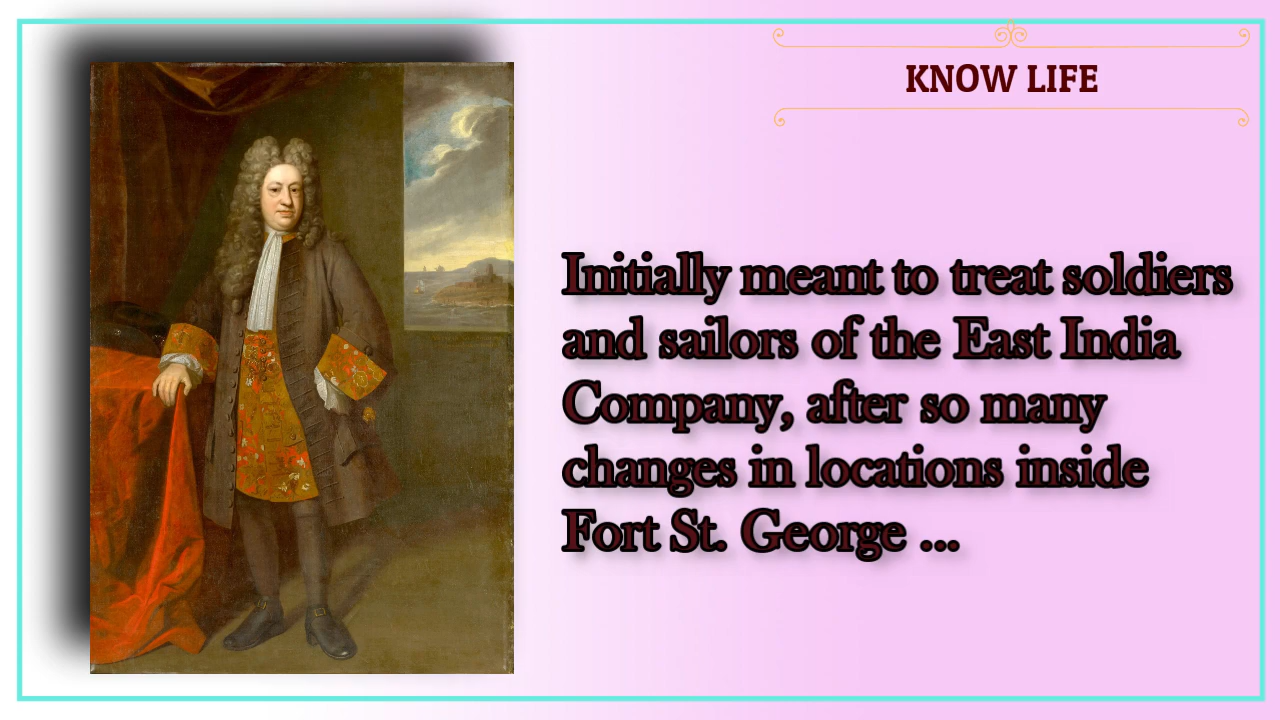 KNOW LIFE
Initially meant to treat soldiers
and sailors of the East India
Company, after so many
changes in locations inside
Fort St. George ...